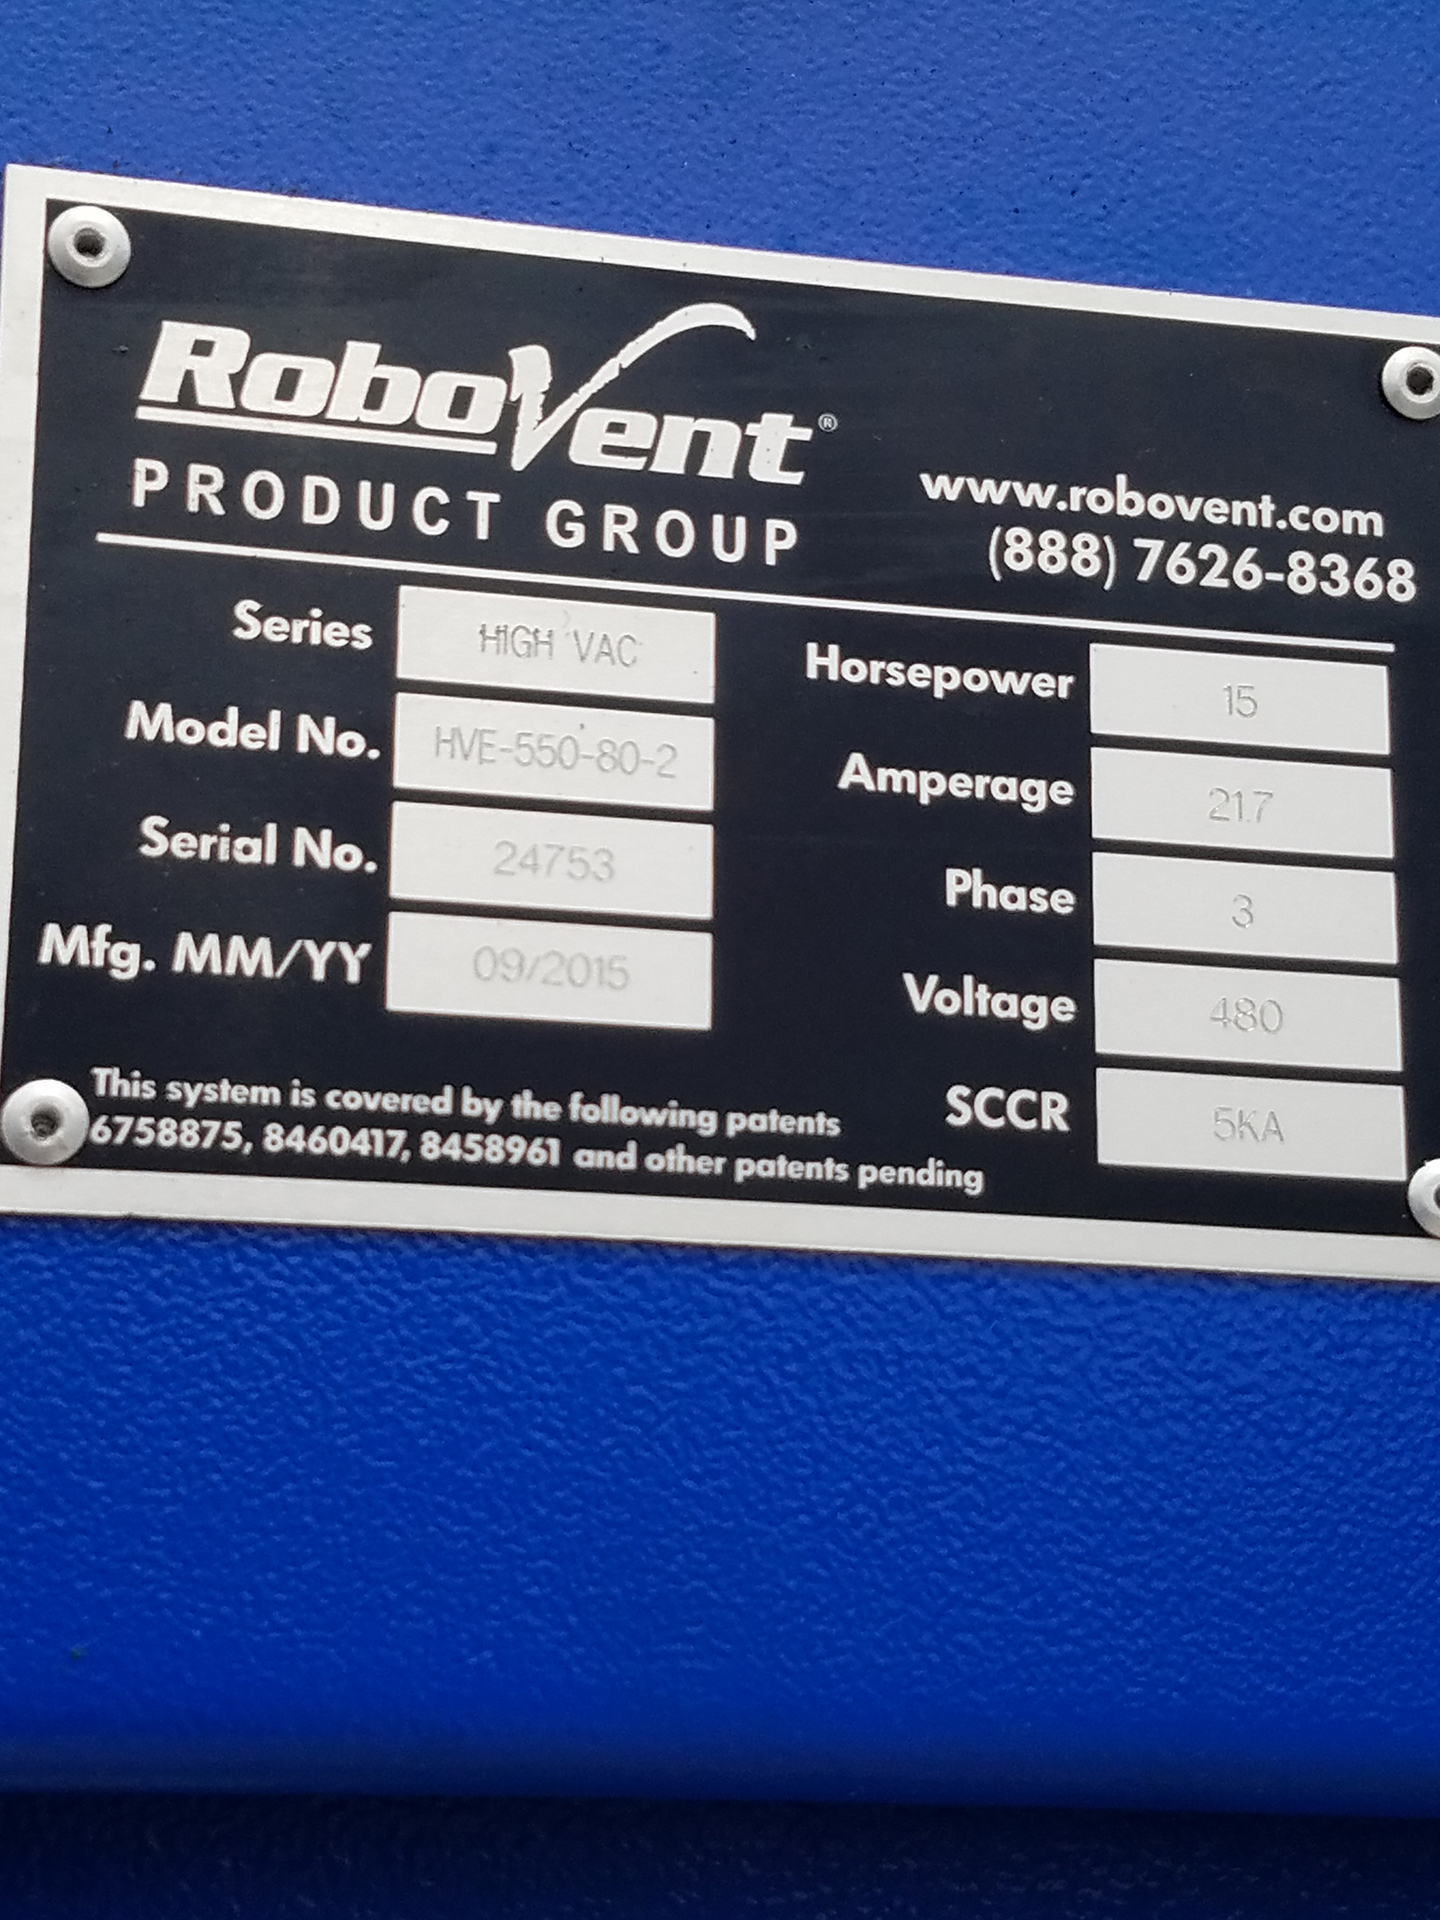 RoboVent®
PRODUCT GROUP
www.robovent.com
(888) 7626-8368
Series HIGH VAC
Model No. HVE-550-80-2
Serial No. 24753
Mfg. MM/YY 09/2015
Horsepower 15
Amperage 21.7
Phase 3
Voltage 480
SCCR 5KA
This system is covered by the following patents
6758875, 8460417, 8458961 and other patents pending